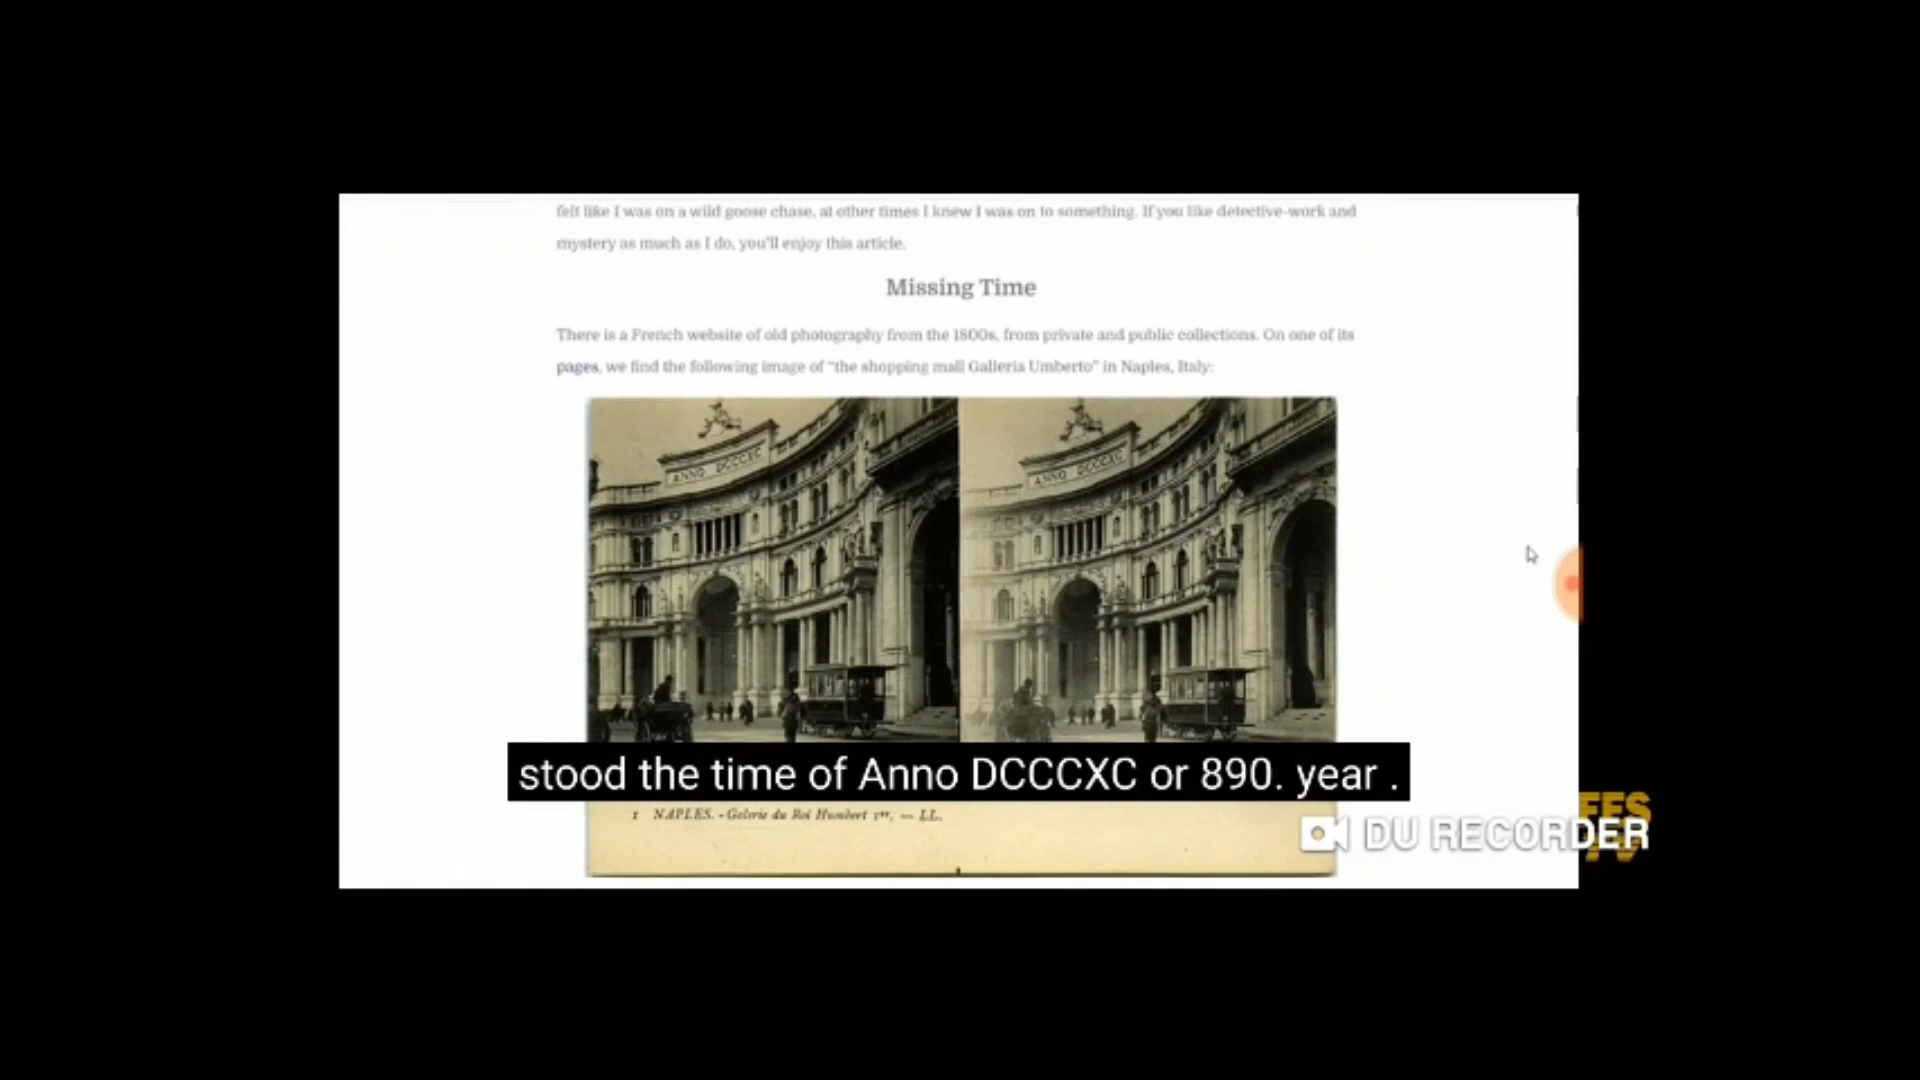 felt like I was on a wild goose chase, at other times I knew I was on to something. If you like detective-work and
mystery as much as I do, you'll enjoy this article.
Missing Time
There is a French website of old photography from the 1800s, from private and public collections. On one of its
pages, we find the following image of "the shopping mall Galleria Umberto" in Naples, Italy:
ANNO DCCCXC
ANNO DCCCXC
stood the time of Anno DCCCXC or 890. year .
1 NAPLES. - Galerie du Roi Humbert 1er. — LL.
FES
DU RECORDER
TV